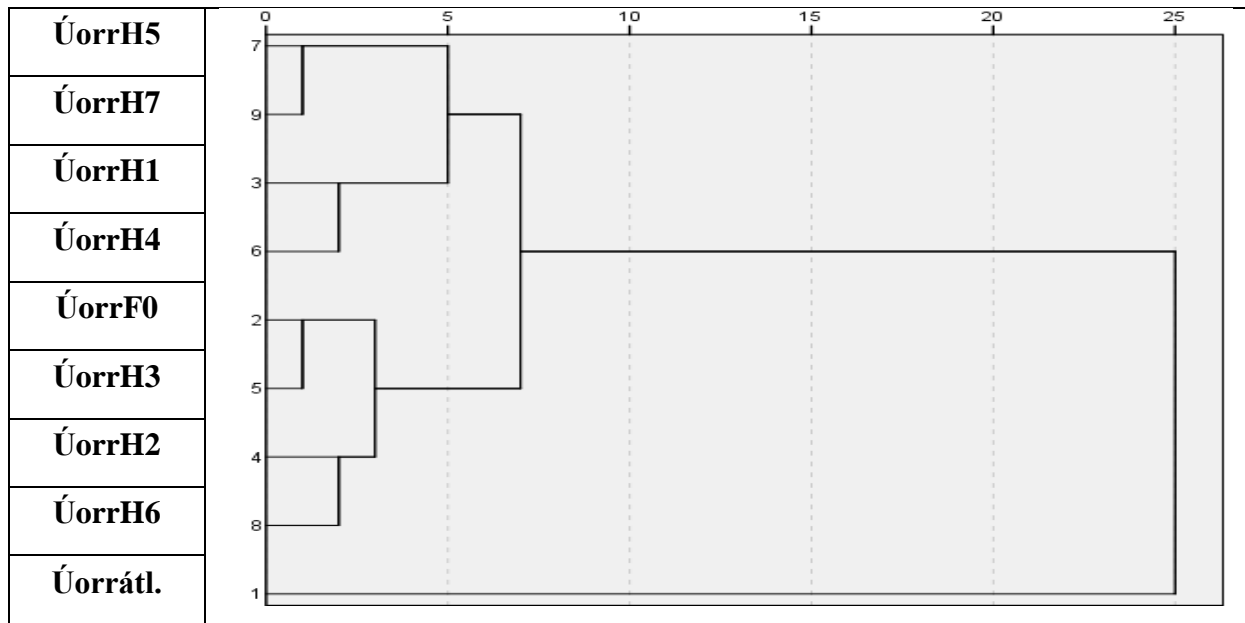 0 5 10 15 20 25
ÚorrH5 7
ÚorrH7 9
ÚorrH1 3
ÚorrH4 6
ÚorrF0 2
ÚorrH3 5
ÚorrH2 4
ÚorrH6 8
Úorrátl. 1